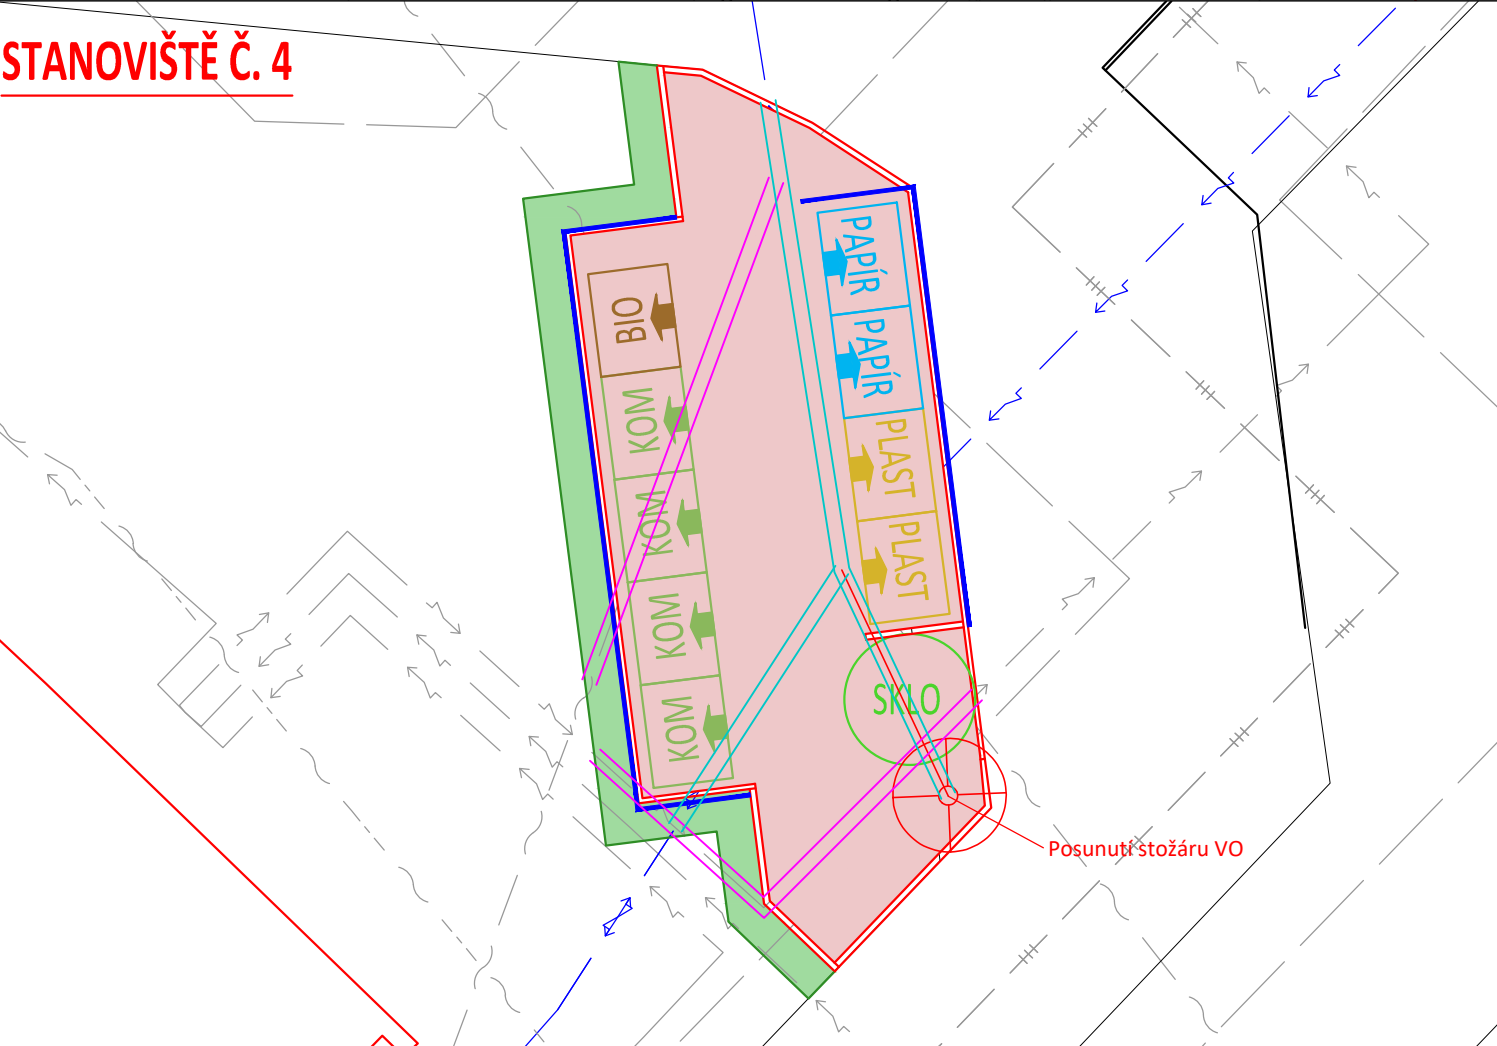 STANOVIŠTĚ Č. 4
PAPÍR
PAPÍR
PLAST
PLAST
BIO
KOM
KOM
KOM
KOM
SKLO
Posunutí stožáru VO